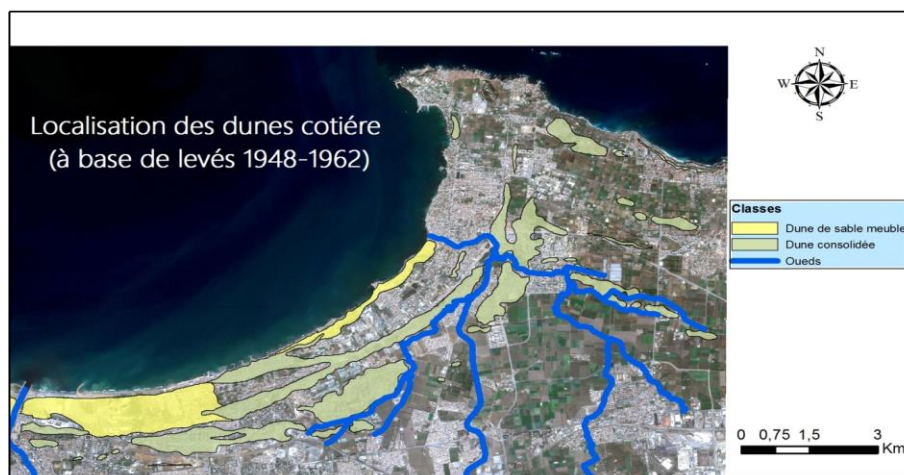 Localisation des dunes cotiére
(à base de levés 1948-1962)
N
W E
S
Classes
Dune de sable meuble
Dune consolidée
Oueds
0 0,75 1,5 3
Km